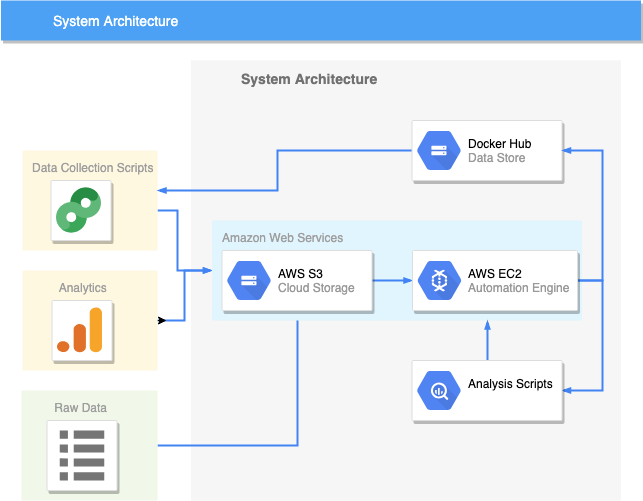 System Architecture
System Architecture
Docker Hub
Data Store
Data Collection Scripts
Amazon Web Services
AWS S3
Cloud Storage
AWS EC2
Automation Engine
Analytics
Analysis Scripts
Raw Data